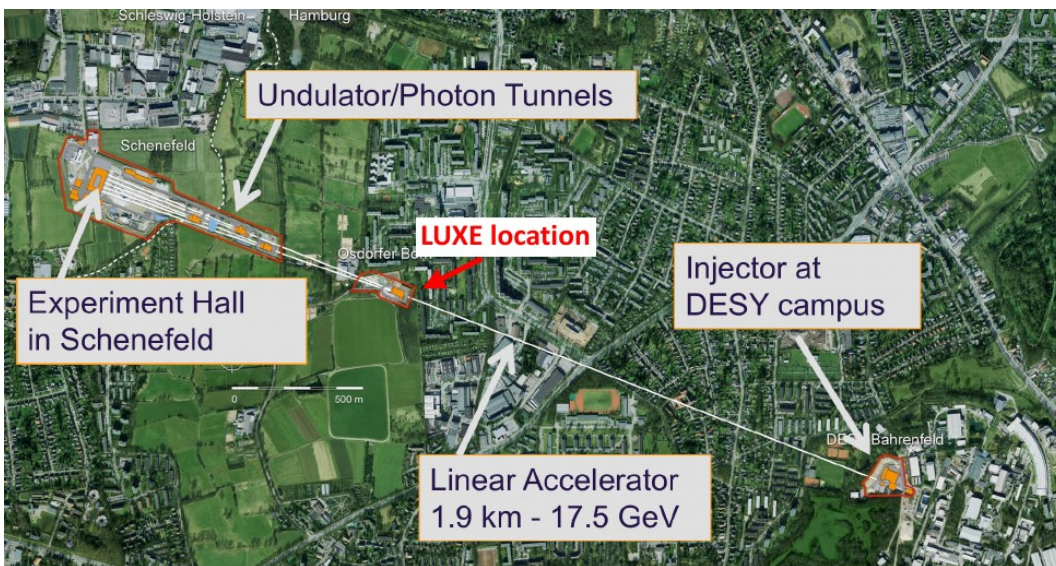 Schleswig Holstein
Hamburg
Undulator/Photon Tunnels
Schenefeld
LUXE location
Osdorfer Born
Injector at
DESY campus
Experiment Hall
in Schenefeld
0
500 m
DESY Bahrenfeld
Linear Accelerator
1.9 km - 17.5 GeV